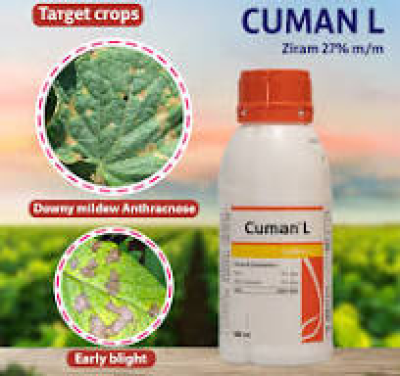 Target crops
CUMAN L
Ziram 27% m/m
Downy mildew Anthracnose
Early blight
Cuman L